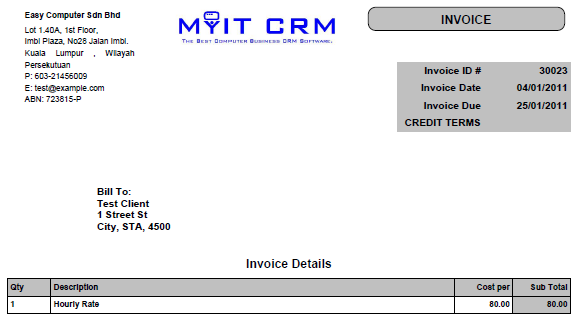 Easy Computer Sdn Bhd
Lot 1.40A, 1st Floor,
Imbi Plaza, No28 Jalan Imbi.
Kuala Lumpur , Wilayah
Persekutuan
P: 603-21456009
E: test@example.com
ABN: 723815-P
MYIT CRM
The Best Computer Business CRM Software.
INVOICE
Invoice ID # 30023
Invoice Date 04/01/2011
Invoice Due 25/01/2011
CREDIT TERMS
Bill To:
Test Client
1 Street St
City, STA, 4500
Invoice Details
Qty Description Cost per Sub Total
1 Hourly Rate 80.00 80.00